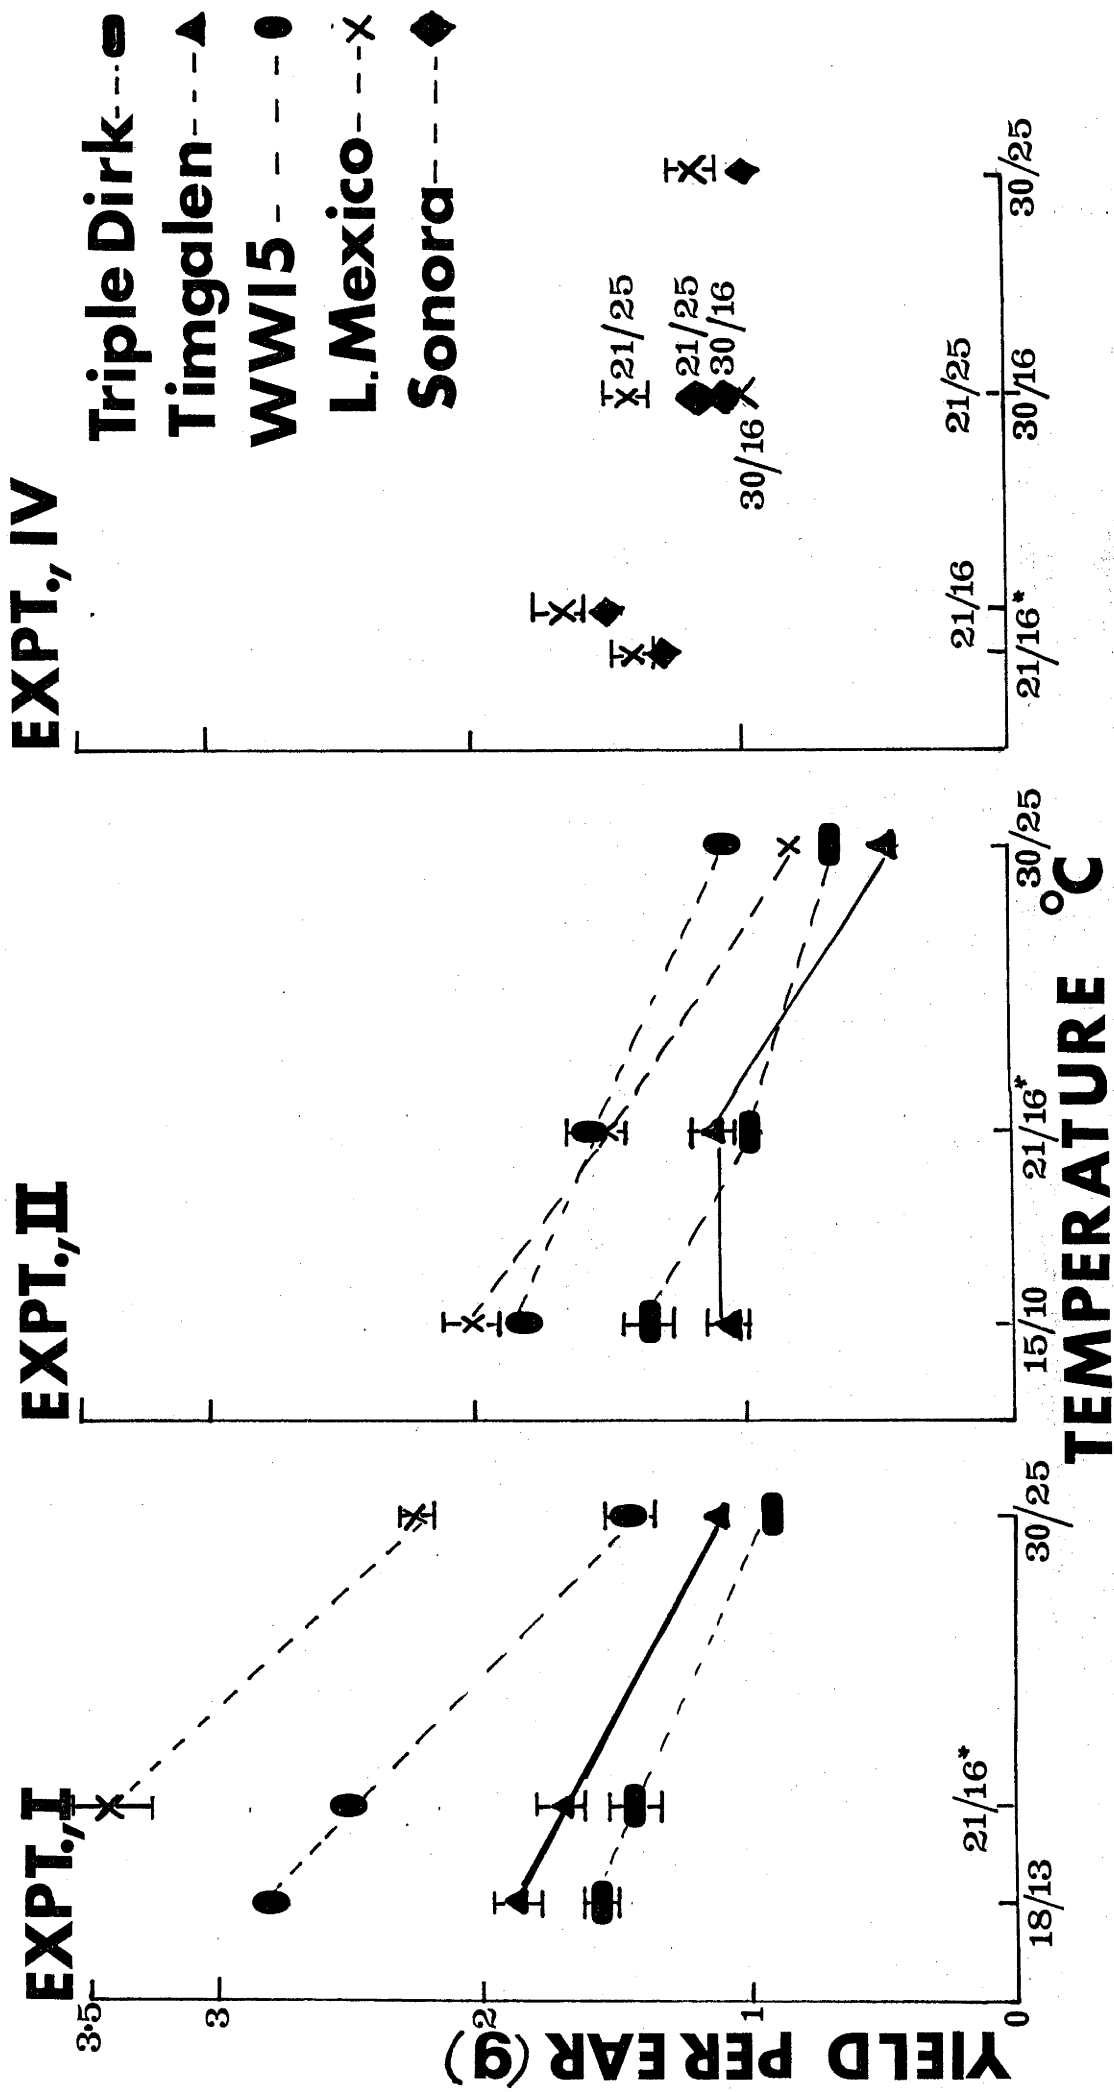 EXPT., I
EXPT., II
EXPT., IV
Triple Dirk
Timgalen
WW15
L.Mexico
Sonora
YIELD PER EAR (g)
3·5
3
2
1
0
18/13
21/16*
30/25
15/10
21/16*
30/25
21/25
21/25
30/16
30/16
21/16
21/16*
21/25
30/16
30/25
TEMPERATURE °C